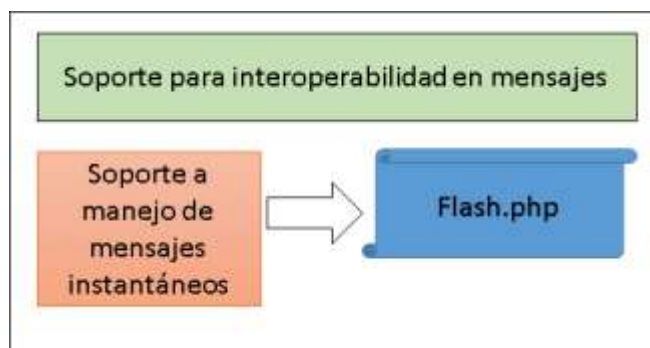 Soporte para interoperabilidad en mensajes
Soporte a
manejo de
mensajes
instantáneos
Flash.php